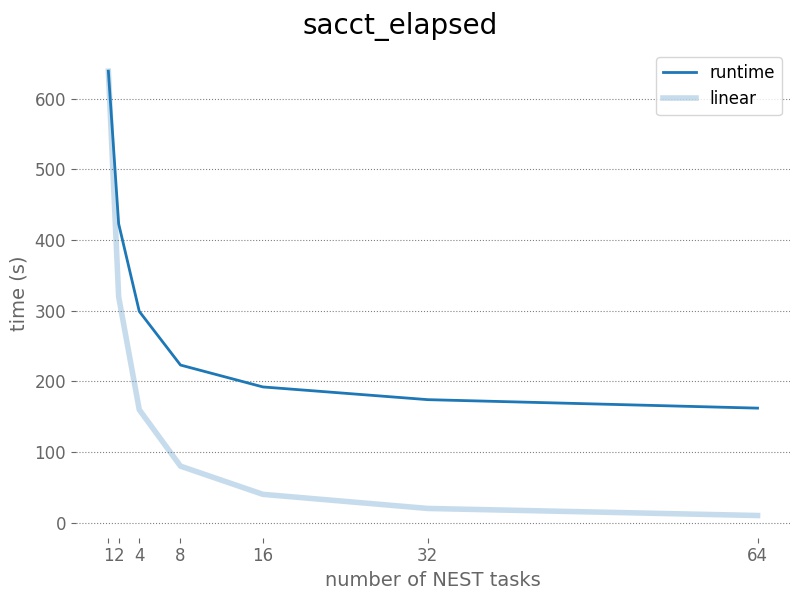 sacct_elapsed
runtime
linear
600
500
400
300
200
100
0
time (s)
1 2 4 8 16 32 64
number of NEST tasks